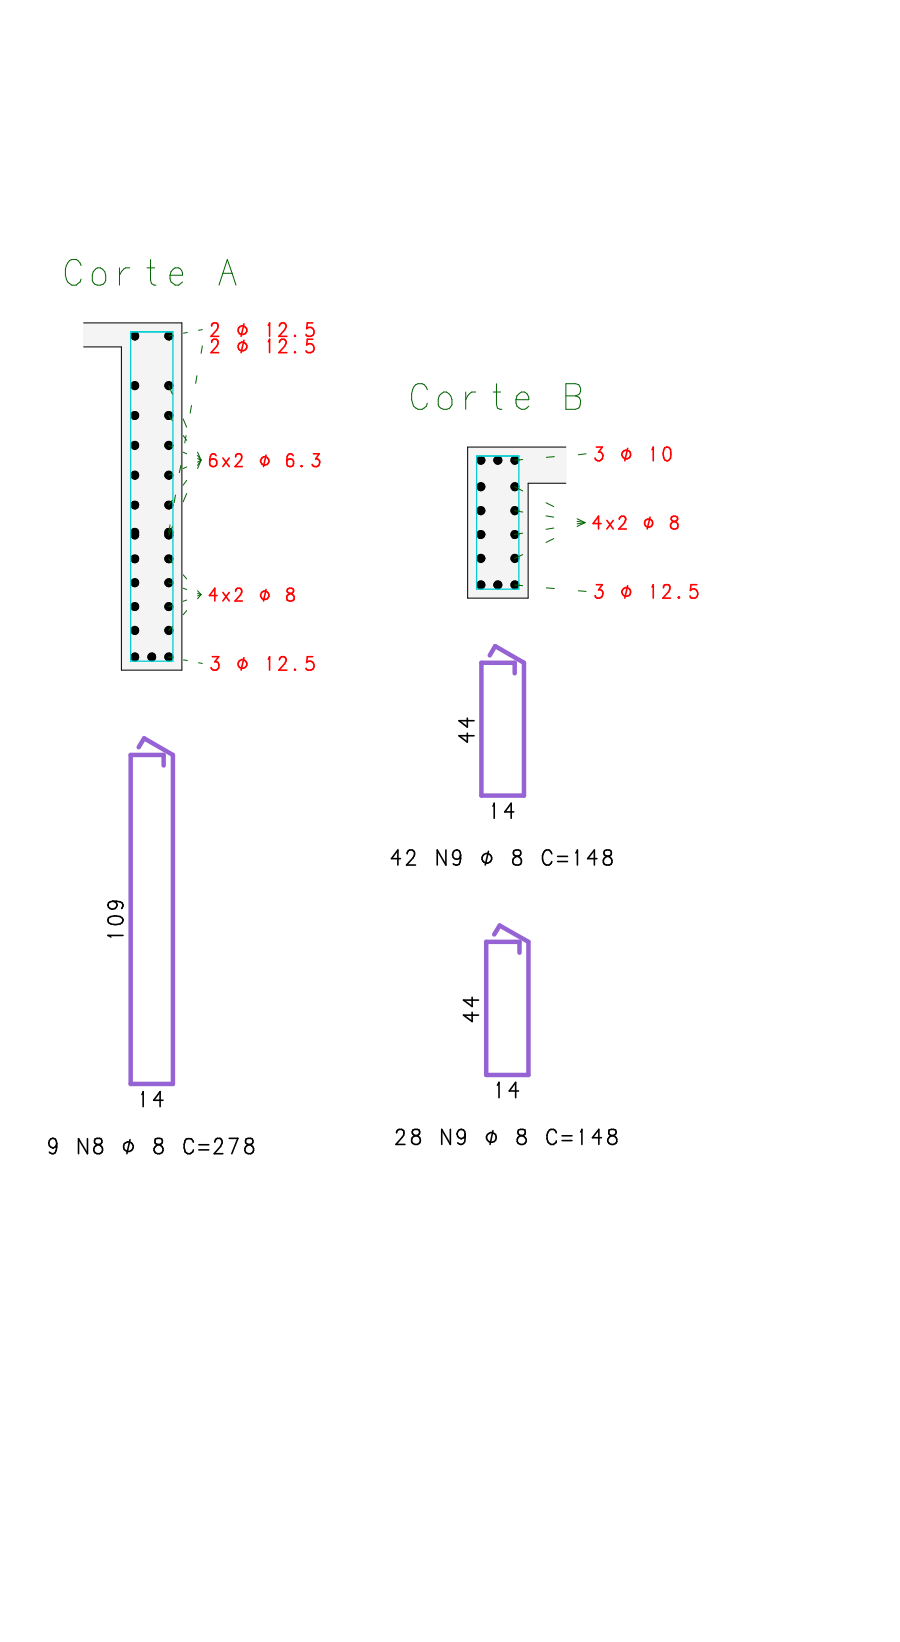 Corte A
2 ø 12.5
2 ø 12.5
6x2 ø 6.3
4x2 ø 8
3 ø 12.5
109
14
9 N8 ø 8 C=278
Corte B
3 ø 10
4x2 ø 8
3 ø 12.5
44
14
42 N9 ø 8 C=148
44
14
28 N9 ø 8 C=148